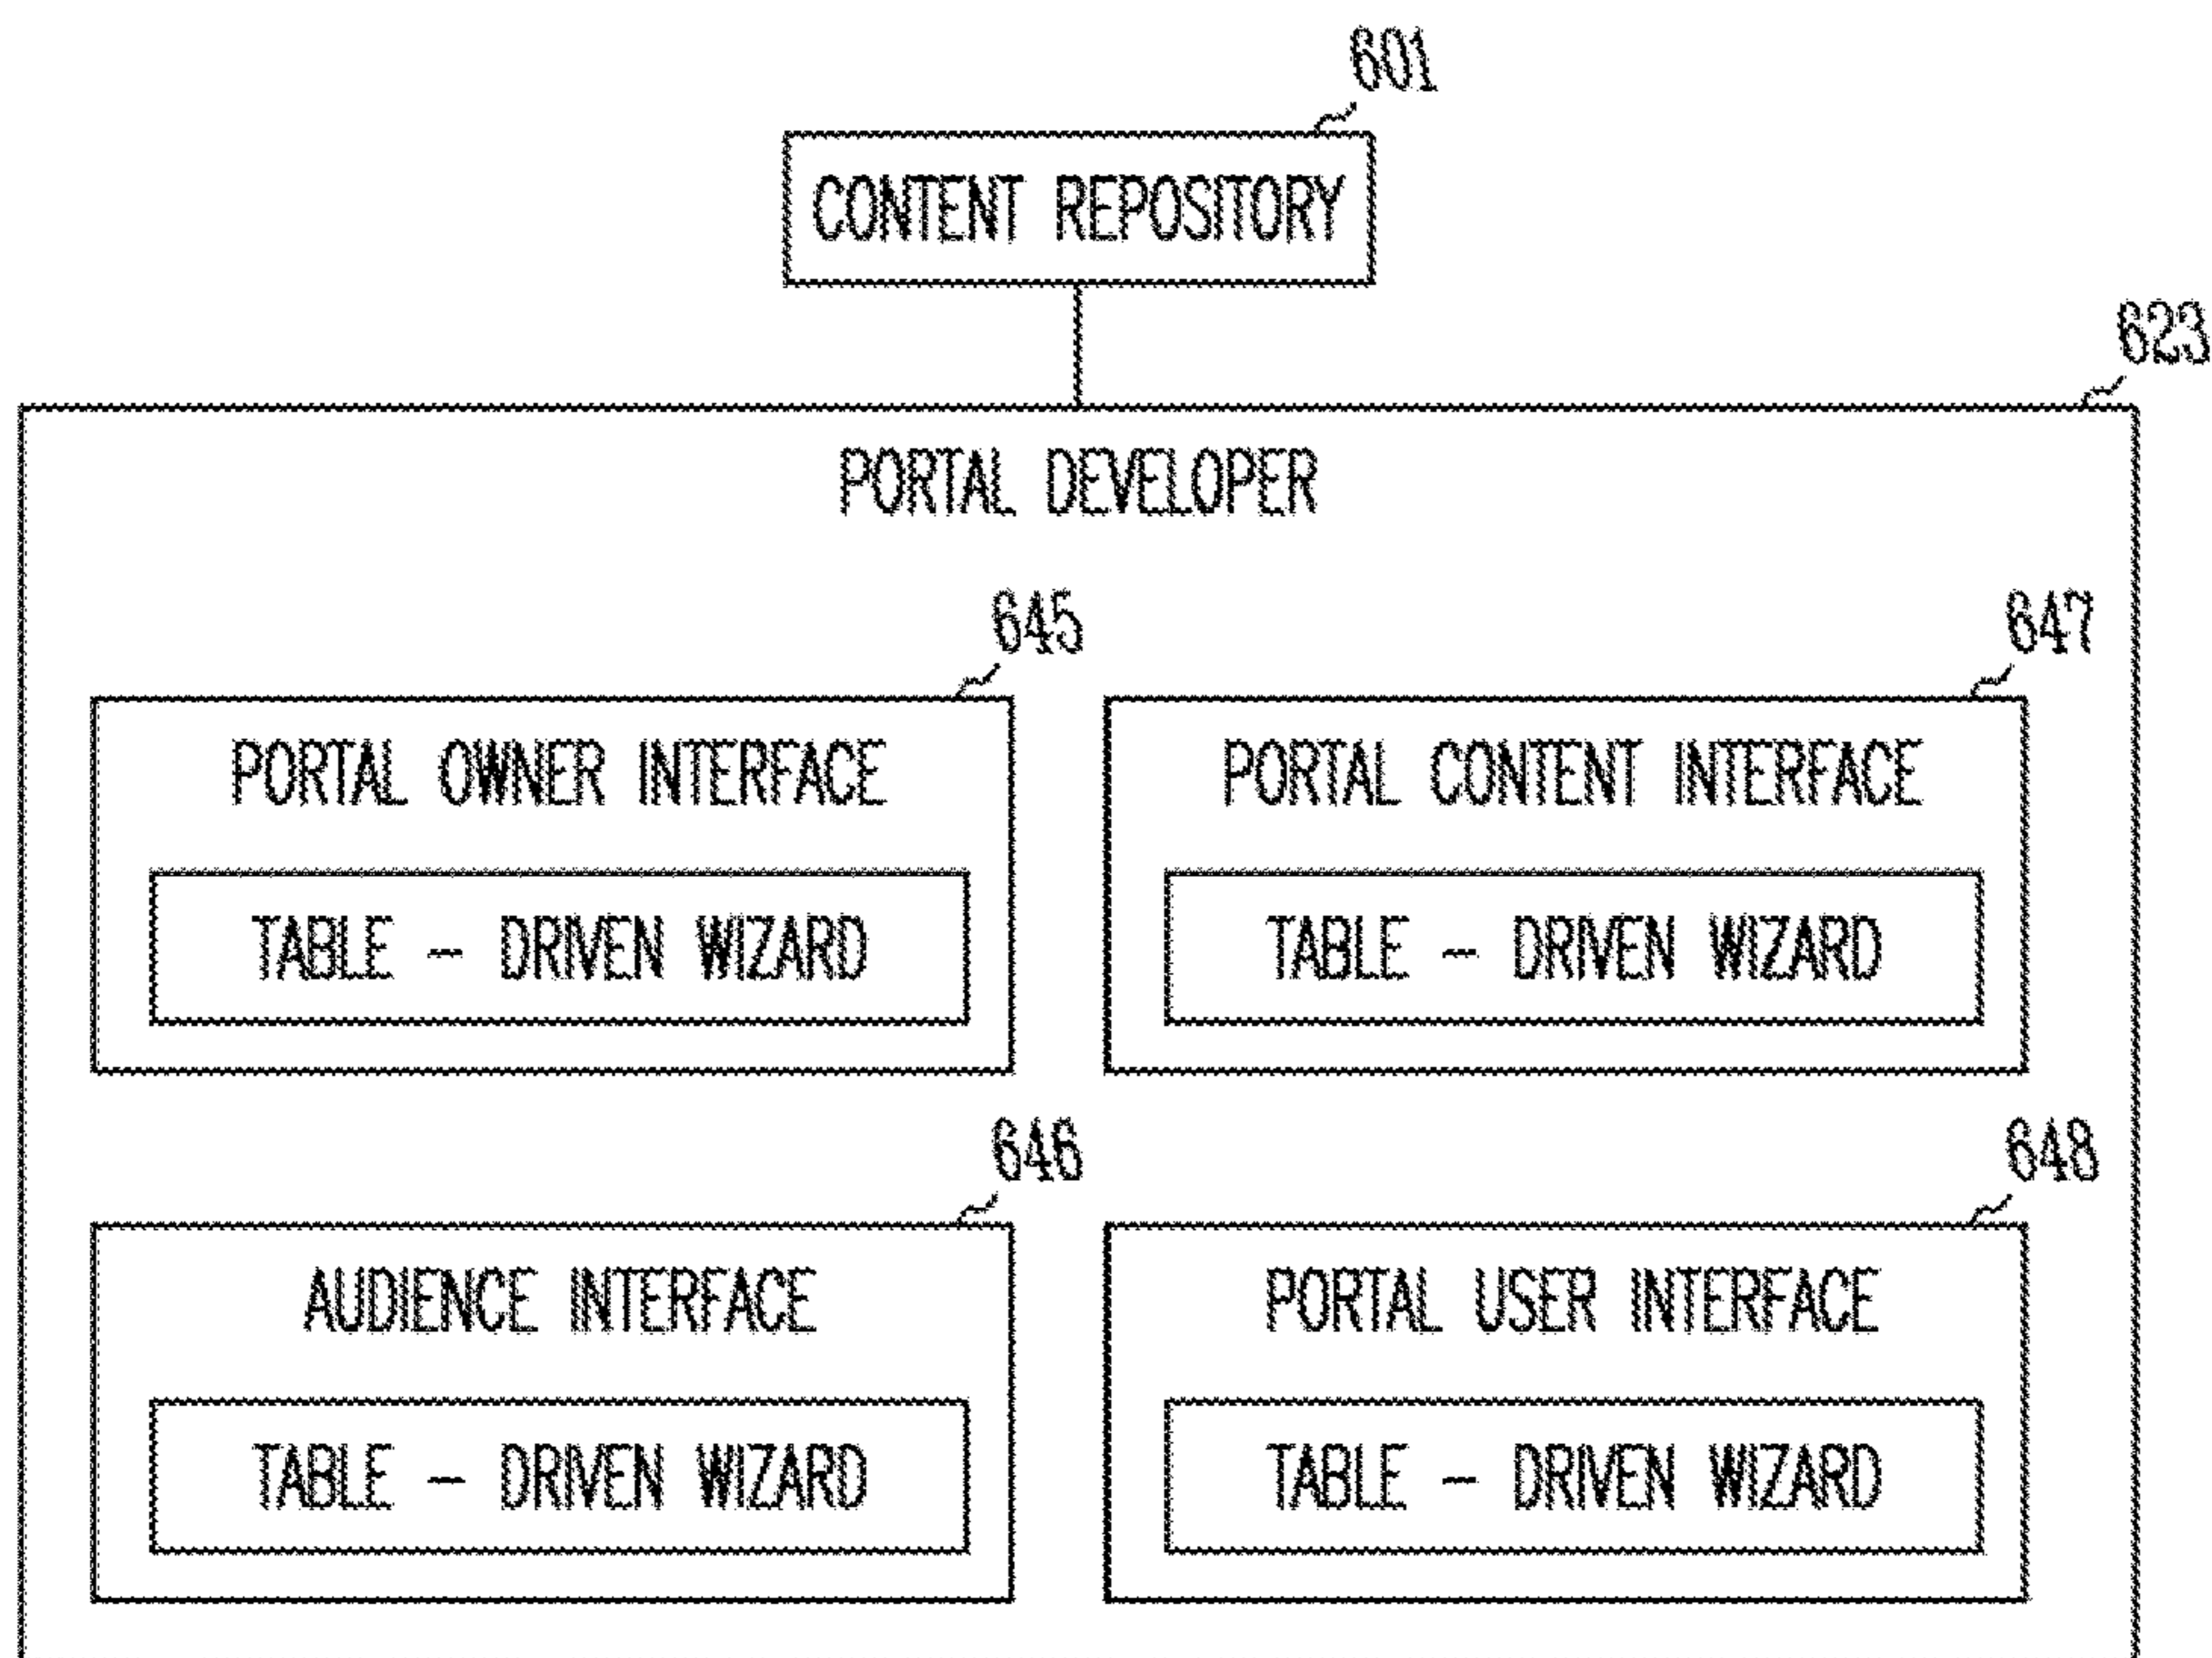 601
CONTENT REPOSITORY
623
PORTAL DEVELOPER
645
PORTAL OWNER INTERFACE
TABLE - DRIVEN WIZARD
647
PORTAL CONTENT INTERFACE
TABLE - DRIVEN WIZARD
646
AUDIENCE INTERFACE
TABLE - DRIVEN WIZARD
648
PORTAL USER INTERFACE
TABLE - DRIVEN WIZARD